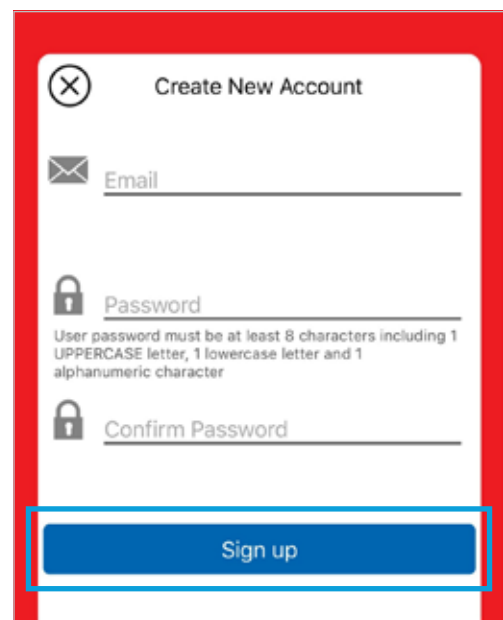 Create New Account
Email
Password
User password must be at least 8 characters including 1
UPPERCASE letter, 1 lowercase letter and 1
alphanumeric character
Confirm Password
Sign up